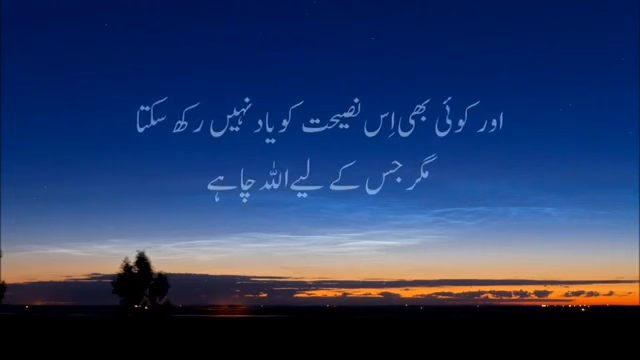 اور کوئی بھی اِس نصیحت کو یاد نہیں رکھ سکتا
مگر جس کے لیے اللہ چاہے